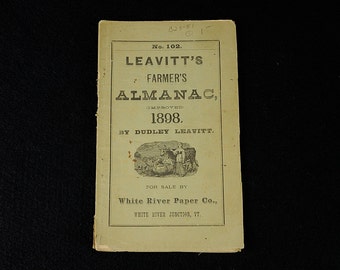 No. 102.
LEAVITT'S
FARMER'S
ALMANAC,
IMPROVED
1898.
BY DUDLEY LEAVITT.
FOR SALE BY
White River Paper Co.,
WHITE RIVER JUNCTION, VT.